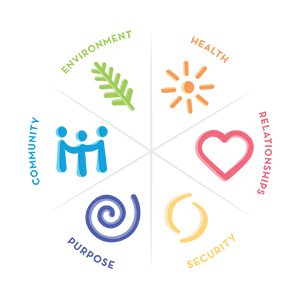 ENVIRONMENT
HEALTH
RELATIONSHIPS
SECURITY
PURPOSE
COMMUNITY